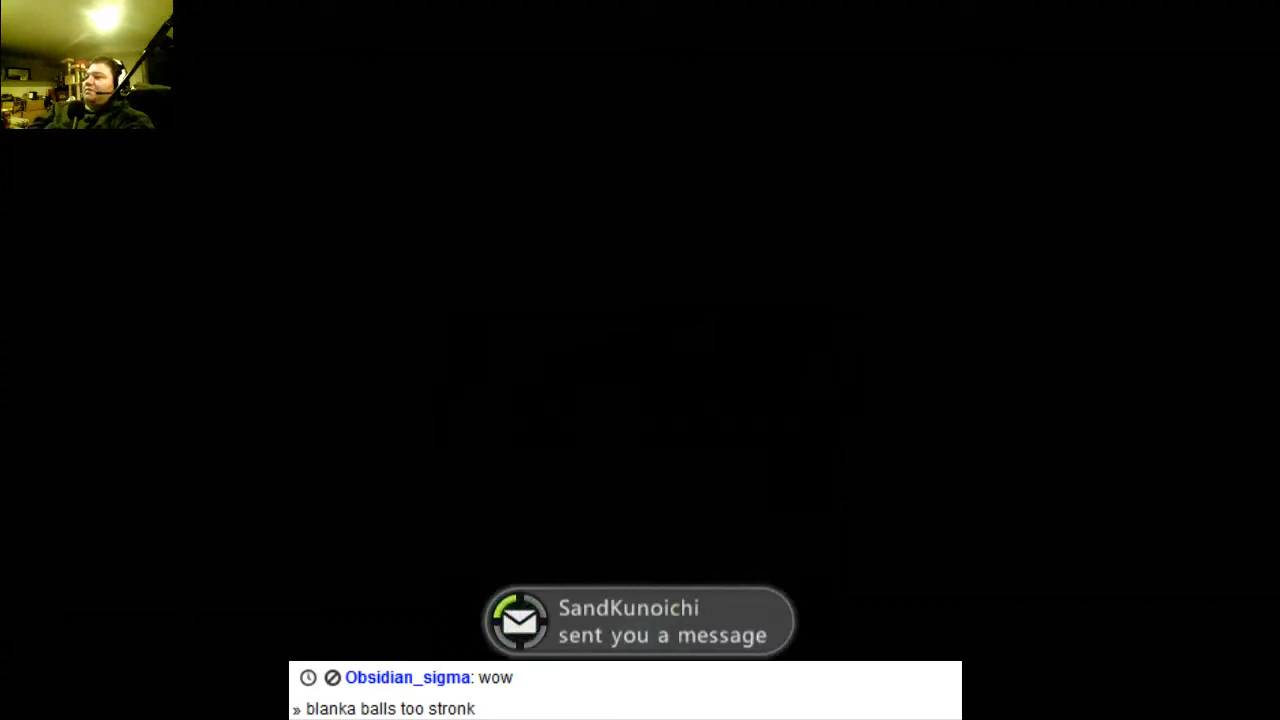 SandKunoichi
sent you a message
Obsidian_sigma: wow
» blanka balls too stronk